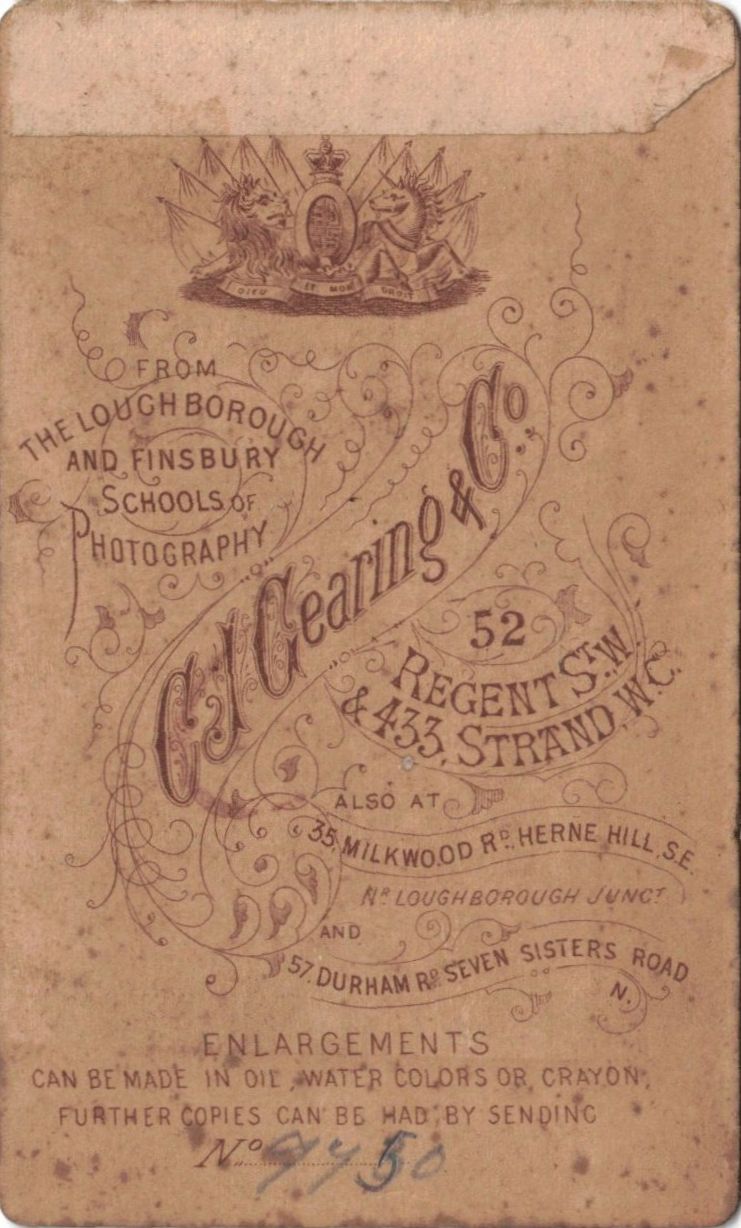 DIEU ET MON DROIT
FROM
THE LOUGHBOROUGH
AND FINSBURY
SCHOOLS OF
PHOTOGRAPHY
C J Gearing & Co.
52
REGENT ST. W.
& 433, STRAND, W.C.
ALSO AT
35, MILKWOOD RD. HERNE HILL, S.E.
NR LOUGHBOROUGH JUNCT
AND
57, DURHAM RD. SEVEN SISTERS ROAD
N.
ENLARGEMENTS
CAN BE MADE IN OIL, WATER COLORS OR CRAYON,
FURTHER COPIES CAN BE HAD BY SENDING
No.